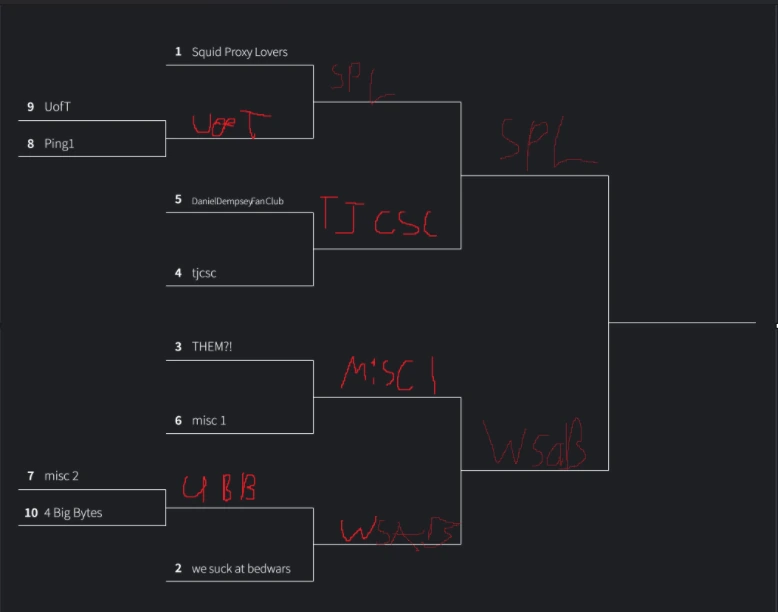 1 Squid Proxy Lovers
SPL
9 UofT
UofT
8 Ping1
SPL
5 DanielDempseyFanClub
TJCSC
4 tjcsc
3 THEM?!
MiSC 1
6 misc 1
WSaB
7 misc 2
4BB
10 4 Big Bytes
WSAB
2 we suck at bedwars